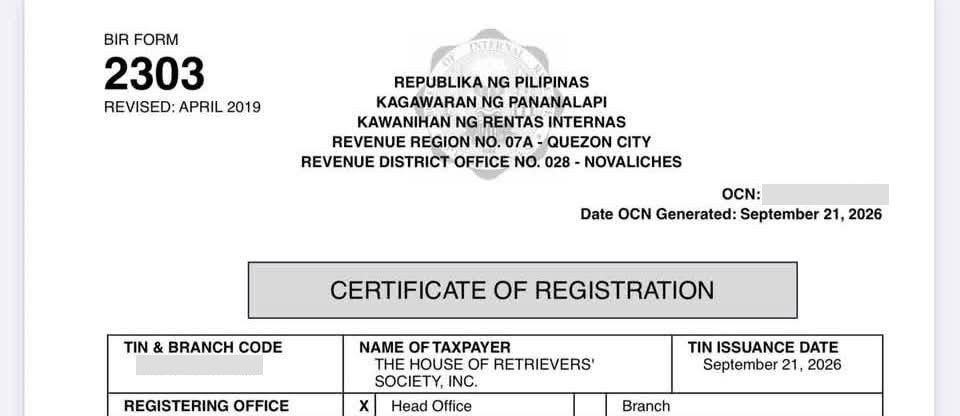 BIR FORM
2303
REVISED: APRIL 2019
REPUBLIKA NG PILIPINAS
KAGAWARAN NG PANANALAPI
KAWANIHAN NG RENTAS INTERNAS
REVENUE REGION NO. 07A - QUEZON CITY
REVENUE DISTRICT OFFICE NO. 028 - NOVALICHES
OCN:
Date OCN Generated: September 21, 2026
CERTIFICATE OF REGISTRATION
TIN & BRANCH CODE
NAME OF TAXPAYER
THE HOUSE OF RETRIEVERS'
SOCIETY, INC.
TIN ISSUANCE DATE
September 21, 2026
REGISTERING OFFICE
X Head Office
Branch